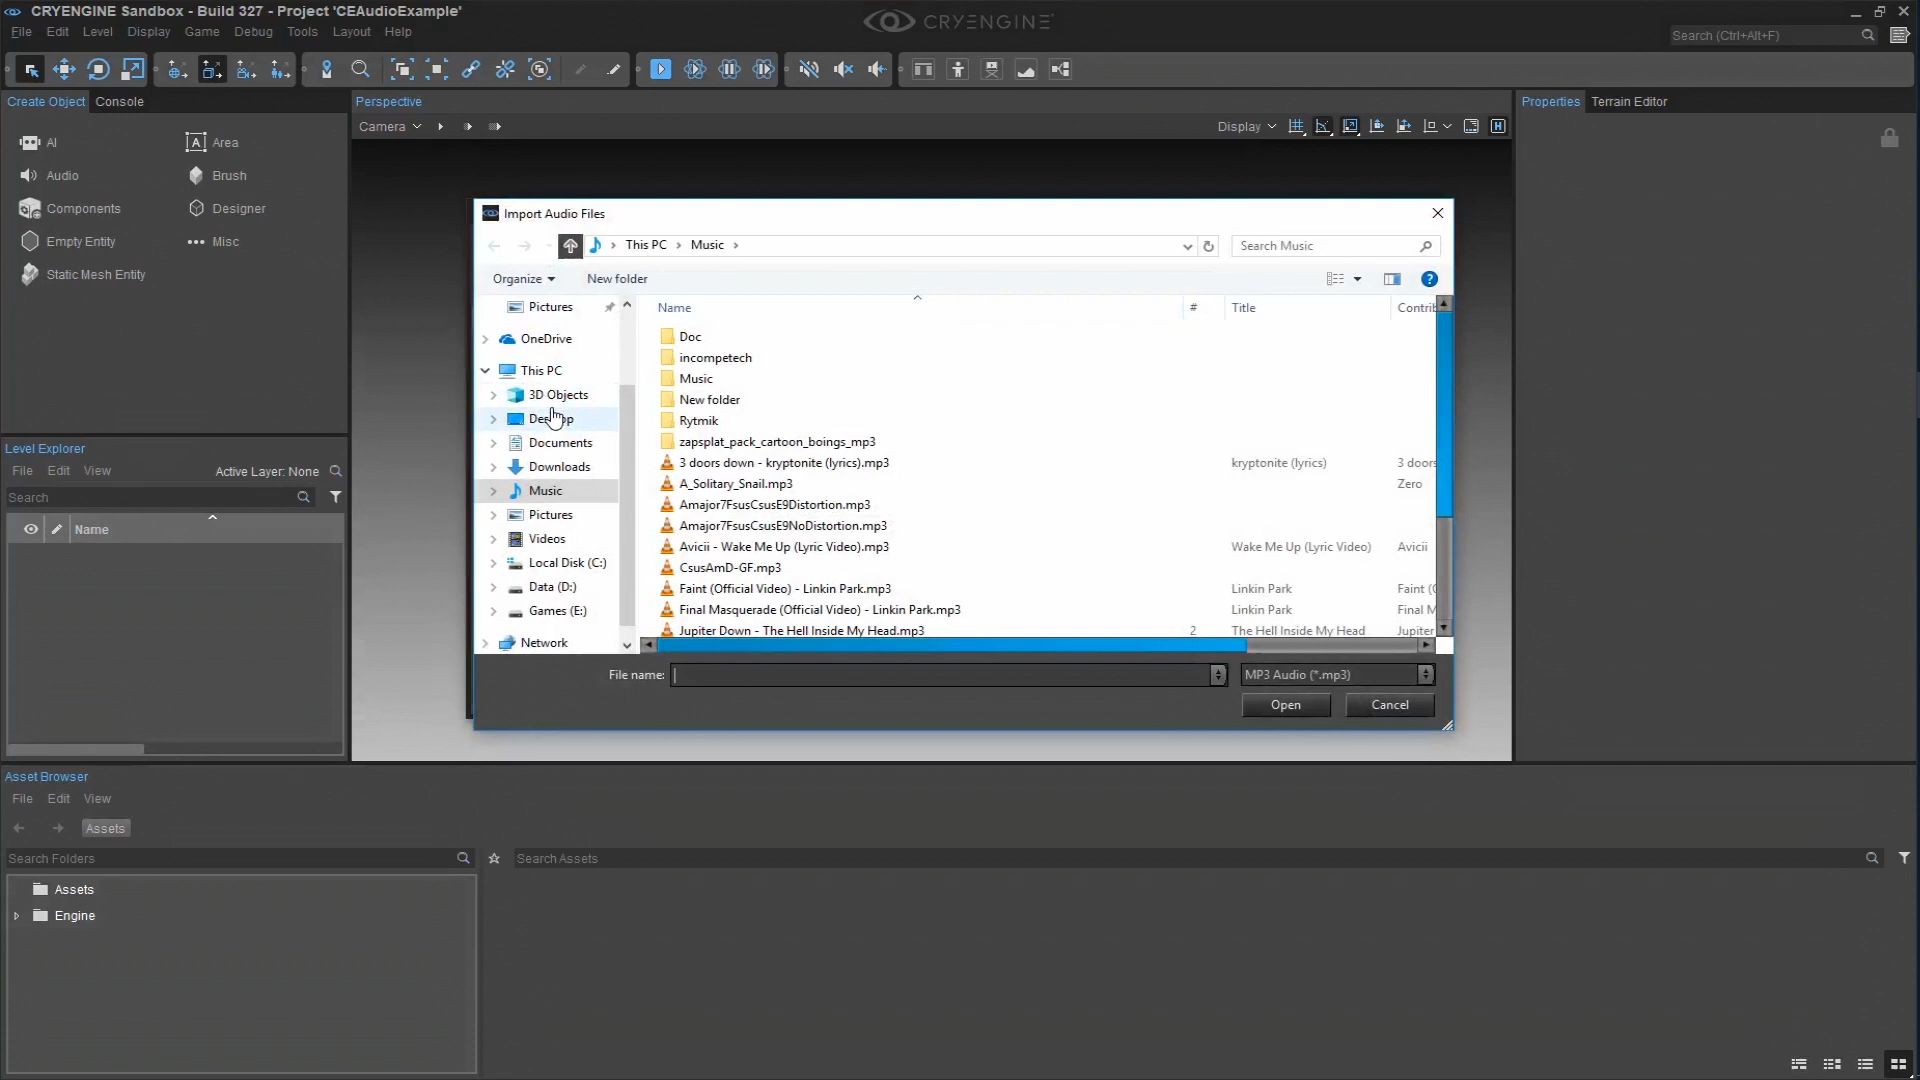 CRYENGINE Sandbox - Build 327 - Project 'CEAudioExample'
CRYENGINE
File Edit Level Display Game Debug Tools Layout Help
Search (Ctrl+Alt+F)
Create Object Console
Perspective
Properties Terrain Editor
Camera
Display
AI
Area
Audio
Brush
Components
Designer
Empty Entity
Misc
Static Mesh Entity
Import Audio Files
This PC
Music
Search Music
Organize
New folder
Pictures
OneDrive
This PC
3D Objects
Documents
Downloads
Music
Pictures
Videos
Local Disk (C:)
Data (D:)
Games (E:)
Network
Name # Title Contrib
Doc
incompetech
Music
New folder
Rytmik
zapsplat_pack_cartoon_boings_mp3
3 doors down - kryptonite (lyrics).mp3 kryptonite (lyrics) 3 doors
A_Solitary_Snail.mp3 Zero
Amajor7FsusCsusE9Distortion.mp3
Amajor7FsusCsusE9NoDistortion.mp3
Avicii - Wake Me Up (Lyric Video).mp3 Wake Me Up (Lyric Video) Avicii
CsusAmD-GF.mp3
Faint (Official Video) - Linkin Park.mp3 Linkin Park Faint (O
Final Masquerade (Official Video) - Linkin Park.mp3 Linkin Park Final M
Jupiter Down - The Hell Inside My Head.mp3 2 The Hell Inside My Head Jupiter
File name:
MP3 Audio (*.mp3)
Open
Cancel
Level Explorer
File Edit View
Active Layer: None
Search
Name
Asset Browser
File Edit View
Assets
Search Folders
Search Assets
Assets
Engine